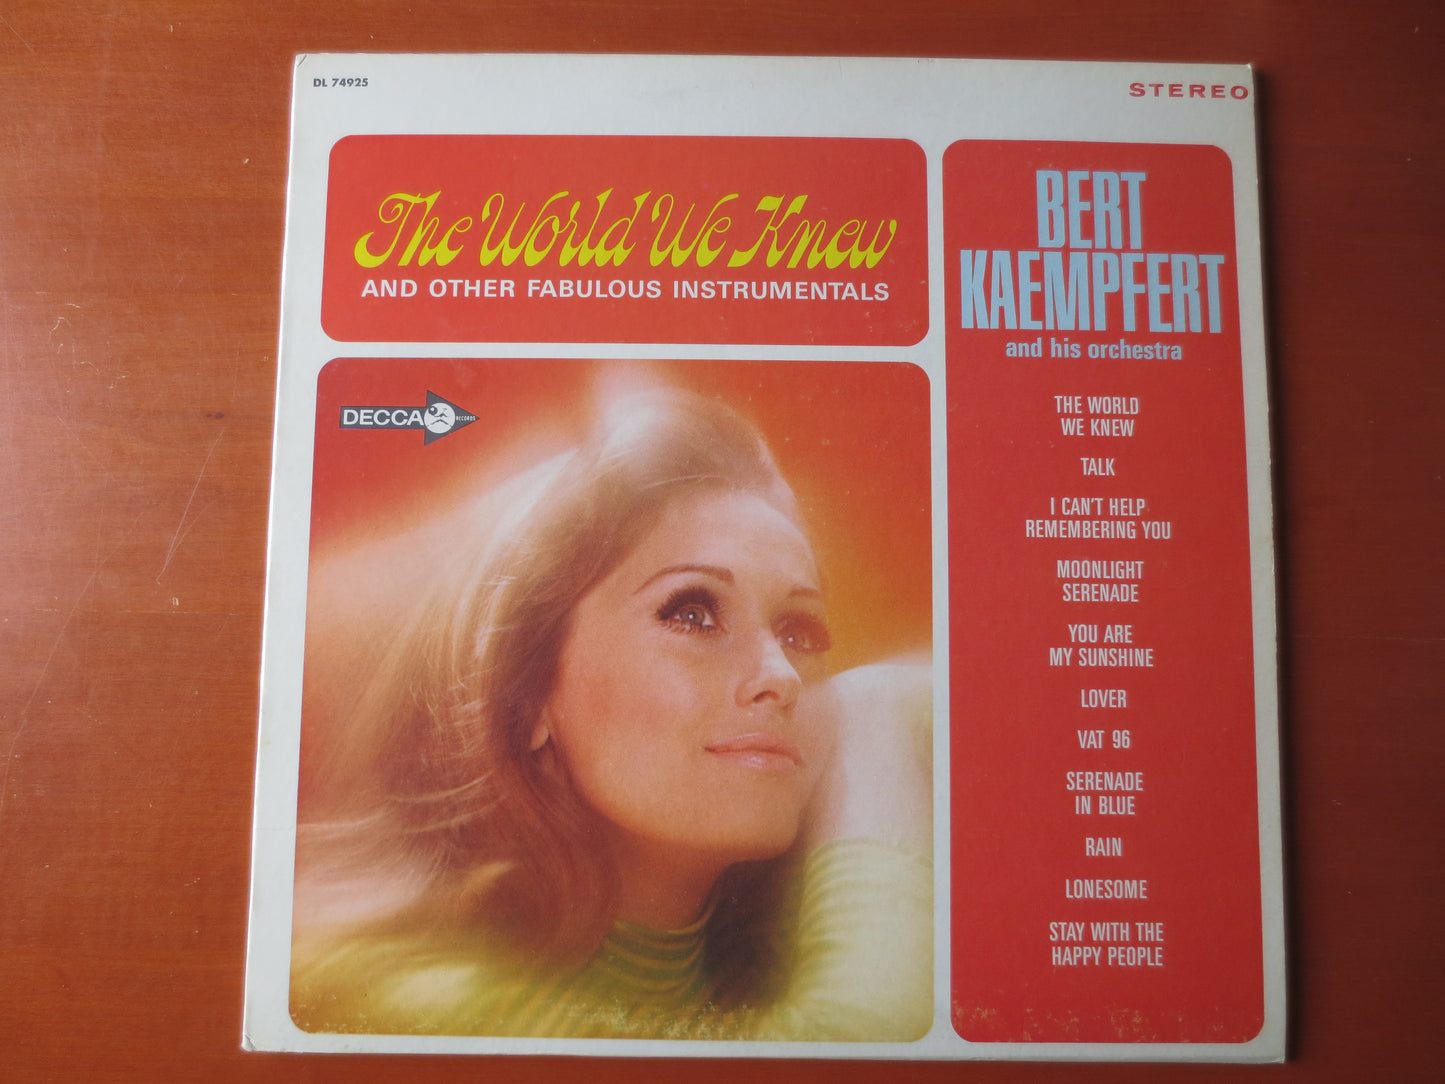 DL 74925
STEREO
The World We Knew
AND OTHER FABULOUS INSTRUMENTALS
DECCA RECORDS
BERT
KAEMPFERT
and his orchestra
THE WORLD
WE KNEW
TALK
I CAN'T HELP
REMEMBERING YOU
MOONLIGHT
SERENADE
YOU ARE
MY SUNSHINE
LOVER
VAT 96
SERENADE
IN BLUE
RAIN
LONESOME
STAY WITH THE
HAPPY PEOPLE